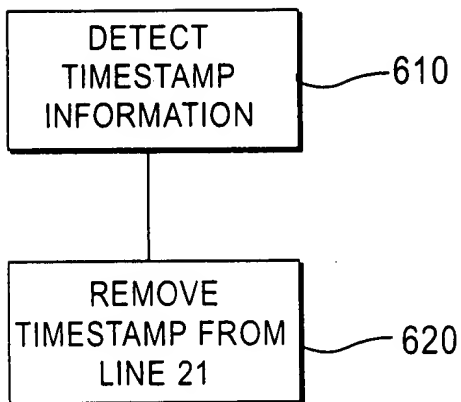 DETECT
TIMESTAMP
INFORMATION
610
REMOVE
TIMESTAMP FROM
LINE 21
620